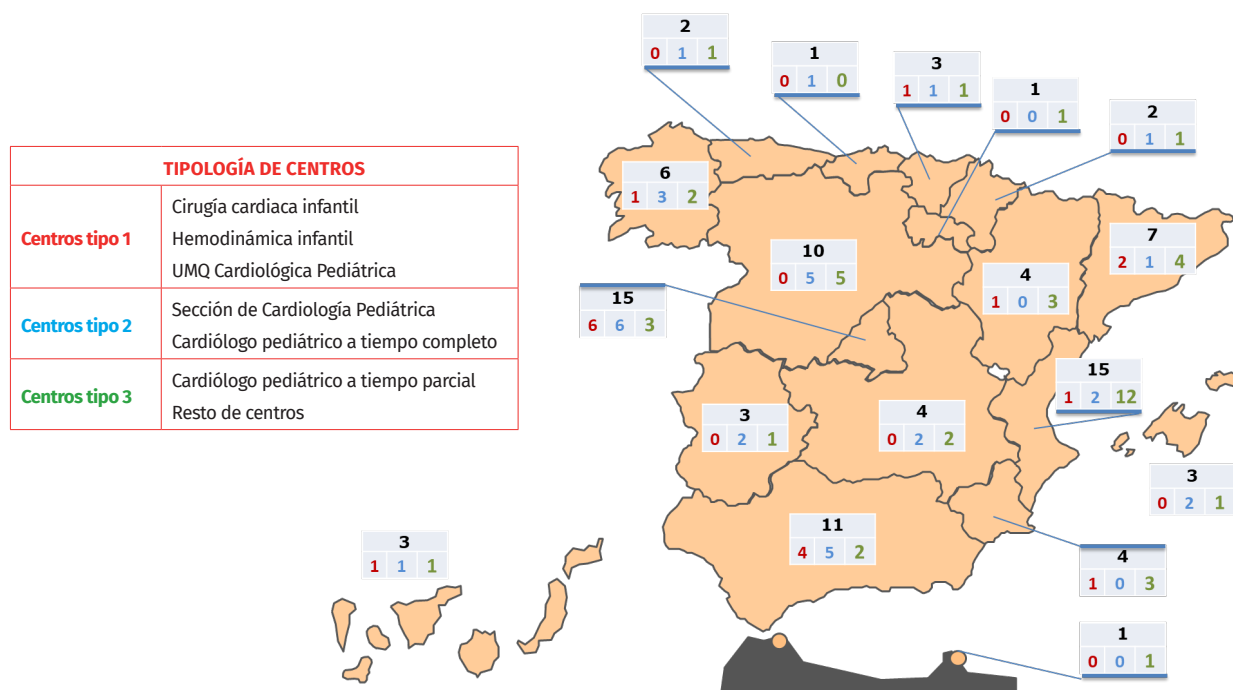 2
0 1 1
1
0 1 0
3
1 1 1
1
0 0 1
2
0 1 1
TIPOLOGÍA DE CENTROS
Centros tipo 1
Cirugía cardiaca infantil
Hemodinámica infantil
UMQ Cardiológica Pediátrica
Centros tipo 2
Sección de Cardiología Pediátrica
Cardiólogo pediátrico a tiempo completo
Centros tipo 3
Cardiólogo pediátrico a tiempo parcial
Resto de centros
6
1 3 2
10
0 5 5
7
2 1 4
4
1 0 3
15
6 6 3
15
1 2 12
3
0 2 1
4
0 2 2
3
0 2 1
11
4 5 2
3
1 1 1
4
1 0 3
1
0 0 1